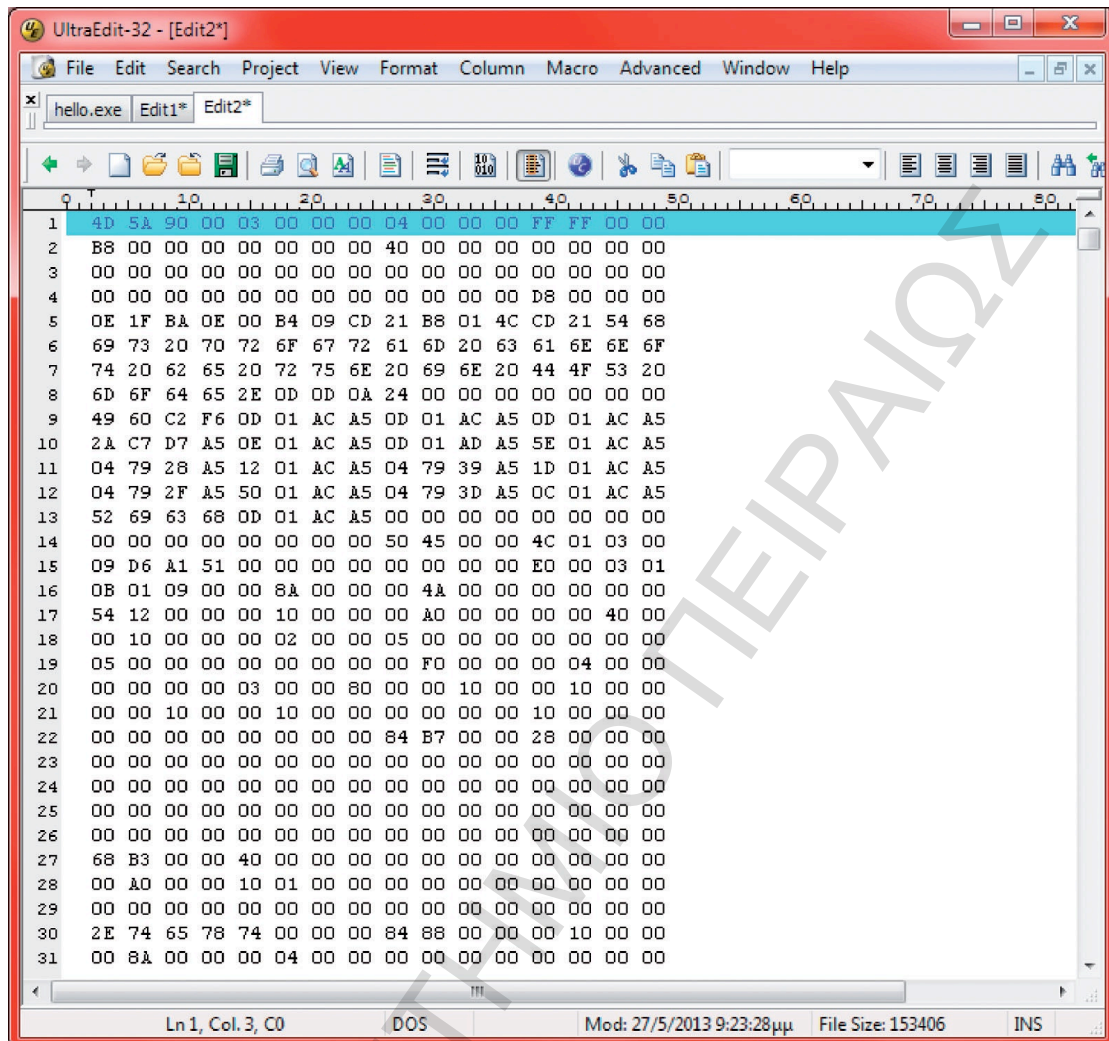 UltraEdit-32 - [Edit2*]
File Edit Search Project View Format Column Macro Advanced Window Help
hello.exe Edit1* Edit2*
0 10 20 30 40 50 60 70 80
1 4D 5A 90 00 03 00 00 00 04 00 00 00 FF FF 00 00
2 B8 00 00 00 00 00 00 00 40 00 00 00 00 00 00 00
3 00 00 00 00 00 00 00 00 00 00 00 00 00 00 00 00
4 00 00 00 00 00 00 00 00 00 00 00 00 D8 00 00 00
5 0E 1F BA 0E 00 B4 09 CD 21 B8 01 4C CD 21 54 68
6 69 73 20 70 72 6F 67 72 61 6D 20 63 61 6E 6E 6F
7 74 20 62 65 20 72 75 6E 20 69 6E 20 44 4F 53 20
8 6D 6F 64 65 2E 0D 0D 0A 24 00 00 00 00 00 00 00
9 49 60 C2 F6 0D 01 AC A5 0D 01 AC A5 0D 01 AC A5
10 2A C7 D7 A5 0E 01 AC A5 0D 01 AD A5 5E 01 AC A5
11 04 79 28 A5 12 01 AC A5 04 79 39 A5 1D 01 AC A5
12 04 79 2F A5 50 01 AC A5 04 79 3D A5 0C 01 AC A5
13 52 69 63 68 0D 01 AC A5 00 00 00 00 00 00 00 00
14 00 00 00 00 00 00 00 00 50 45 00 00 4C 01 03 00
15 09 D6 A1 51 00 00 00 00 00 00 00 00 E0 00 03 01
16 0B 01 09 00 00 8A 00 00 00 4A 00 00 00 00 00 00
17 54 12 00 00 00 10 00 00 00 A0 00 00 00 00 40 00
18 00 10 00 00 00 02 00 00 05 00 00 00 00 00 00 00
19 05 00 00 00 00 00 00 00 00 F0 00 00 00 04 00 00
20 00 00 00 00 03 00 00 80 00 00 10 00 00 10 00 00
21 00 00 10 00 00 10 00 00 00 00 00 00 10 00 00 00
22 00 00 00 00 00 00 00 00 84 B7 00 00 28 00 00 00
23 00 00 00 00 00 00 00 00 00 00 00 00 00 00 00 00
24 00 00 00 00 00 00 00 00 00 00 00 00 00 00 00 00
25 00 00 00 00 00 00 00 00 00 00 00 00 00 00 00 00
26 00 00 00 00 00 00 00 00 00 00 00 00 00 00 00 00
27 68 B3 00 00 40 00 00 00 00 00 00 00 00 00 00 00
28 00 A0 00 00 10 01 00 00 00 00 00 00 00 00 00 00
29 00 00 00 00 00 00 00 00 00 00 00 00 00 00 00 00
30 2E 74 65 78 74 00 00 00 84 88 00 00 00 10 00 00
31 00 8A 00 00 00 04 00 00 00 00 00 00 00 00 00 00
Ln 1, Col. 3, C0 DOS Mod: 27/5/2013 9:23:28μμ File Size: 153406 INS
ΤΗΜΙΟ ΠΕΙΡΑΙΩΣ